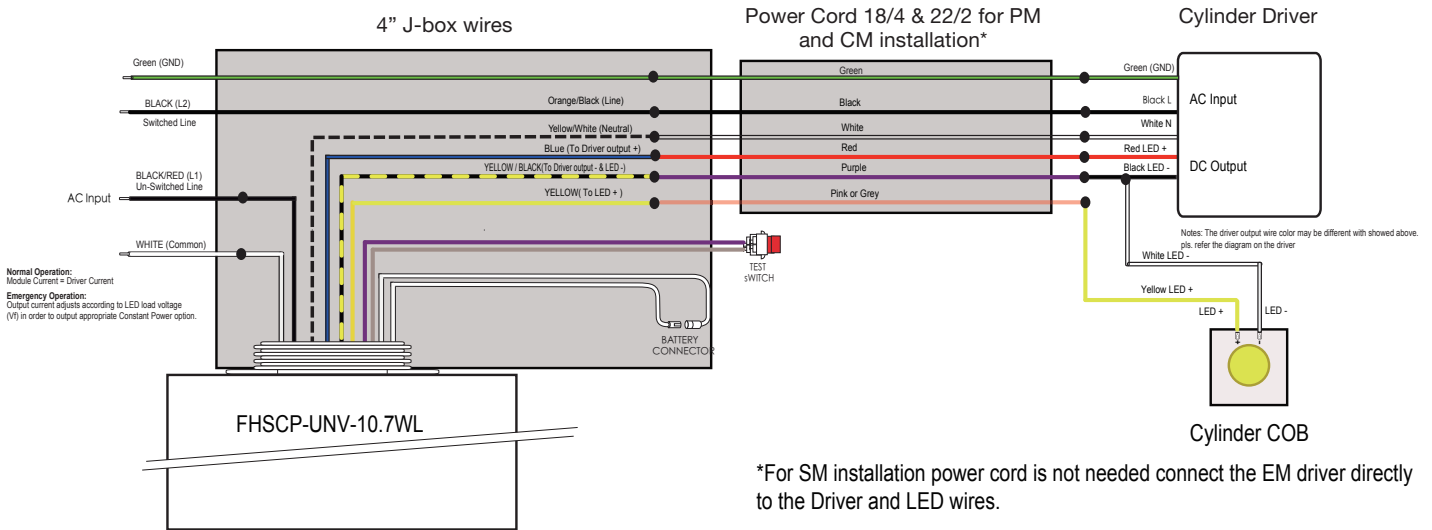 4” J-box wires
Power Cord 18/4 & 22/2 for PM
and CM installation*
Cylinder Driver
Green (GND)
Green
Green (GND)
BLACK (L2)
Switched Line
Orange/Black (Line)
Black
Black L
AC Input
Yellow/White (Neutral)
White
White N
BLue (To Driver output +)
Red
Red LED +
YELLOW / BLACK(To Driver output - & LED -)
Purple
Black LED -
DC Output
BLACK/RED (L1)
Un-Switched Line
AC Input
YELLOW( To LED + )
Pink or Grey
WHITE (Common)
TEST
sWITCH
Notes: The driver output wire color may be different with showed above.
pls. refer the diagram on the driver
White LED -
Normal Operation:
Module Current = Driver Current
Emergency Operation:
Output current adjusts according to LED load voltage
(Vf) in order to output appropriate Constant Power option.
Yellow LED +
LED +
LED -
BATTERY
CONNECTOR
+
-
FHSCP-UNV-10.7WL
Cylinder COB
*For SM installation power cord is not needed connect the EM driver directly
to the Driver and LED wires.